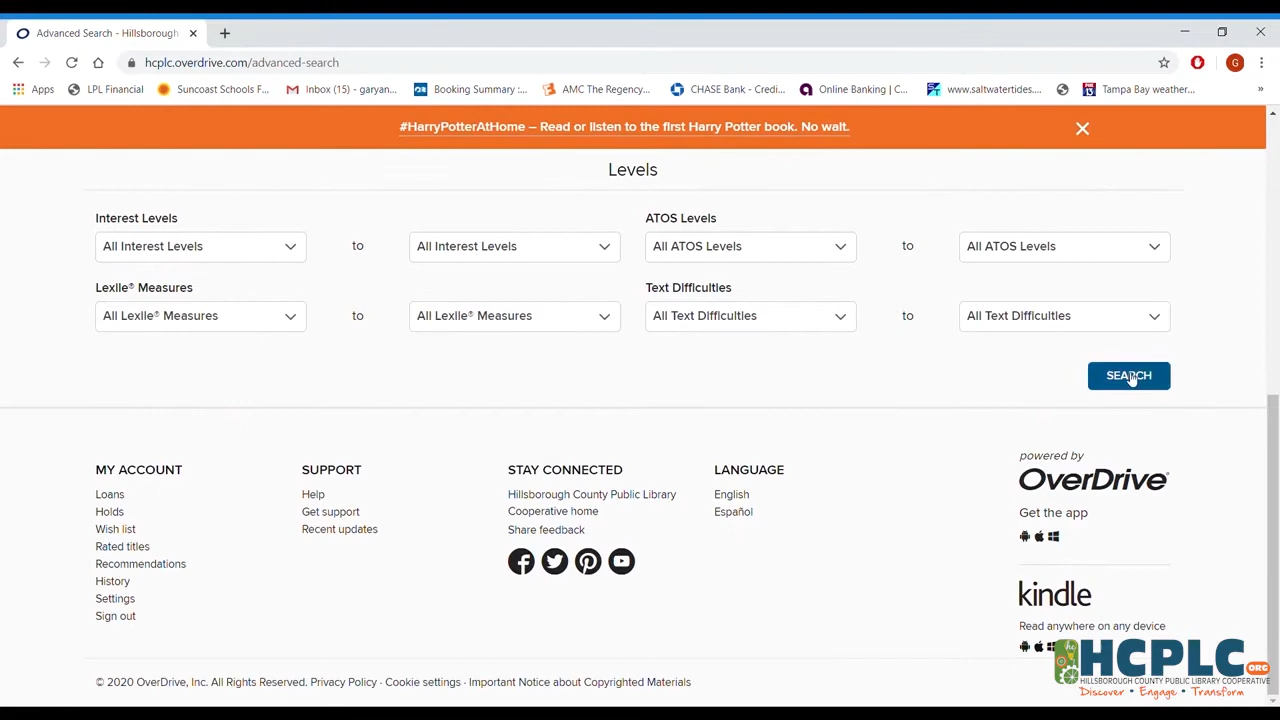 Advanced Search - Hillsborough
hcplc.overdrive.com/advanced-search
G
Apps
LPL Financial
Suncoast Schools F...
Inbox (15) - garyan...
Booking Summary :...
AMC The Regency...
CHASE Bank - Credi...
Online Banking | C...
www.saltwatertides....
Tampa Bay weather...
#HarryPotterAtHome – Read or listen to the first Harry Potter book. No wait.
Levels
Interest Levels
All Interest Levels to All Interest Levels
ATOS Levels
All ATOS Levels to All ATOS Levels
Lexile® Measures
All Lexile® Measures to All Lexile® Measures
Text Difficulties
All Text Difficulties to All Text Difficulties
SEARCH
MY ACCOUNT
Loans
Holds
Wish list
Rated titles
Recommendations
History
Settings
Sign out
SUPPORT
Help
Get support
Recent updates
STAY CONNECTED
Hillsborough County Public Library
Cooperative home
Share feedback
LANGUAGE
English
Español
powered by
OverDrive®
Get the app
kindle
Read anywhere on any device
HCPLC ORG
HILLSBOROUGH COUNTY PUBLIC LIBRARY COOPERATIVE
Discover • Engage • Transform
© 2020 OverDrive, Inc. All Rights Reserved. Privacy Policy · Cookie settings · Important Notice about Copyrighted Materials